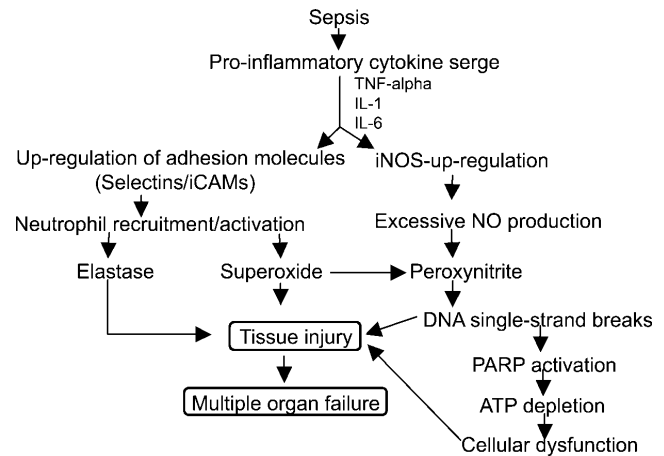 Sepsis
Pro-inflammatory cytokine serge
TNF-alpha
IL-1
IL-6
Up-regulation of adhesion molecules
(Selectins/iCAMs)
iNOS-up-regulation
Neutrophil recruitment/activation
Excessive NO production
Elastase
Superoxide
Peroxynitrite
DNA single-strand breaks
Tissue injury
PARP activation
Multiple organ failure
ATP depletion
Cellular dysfunction